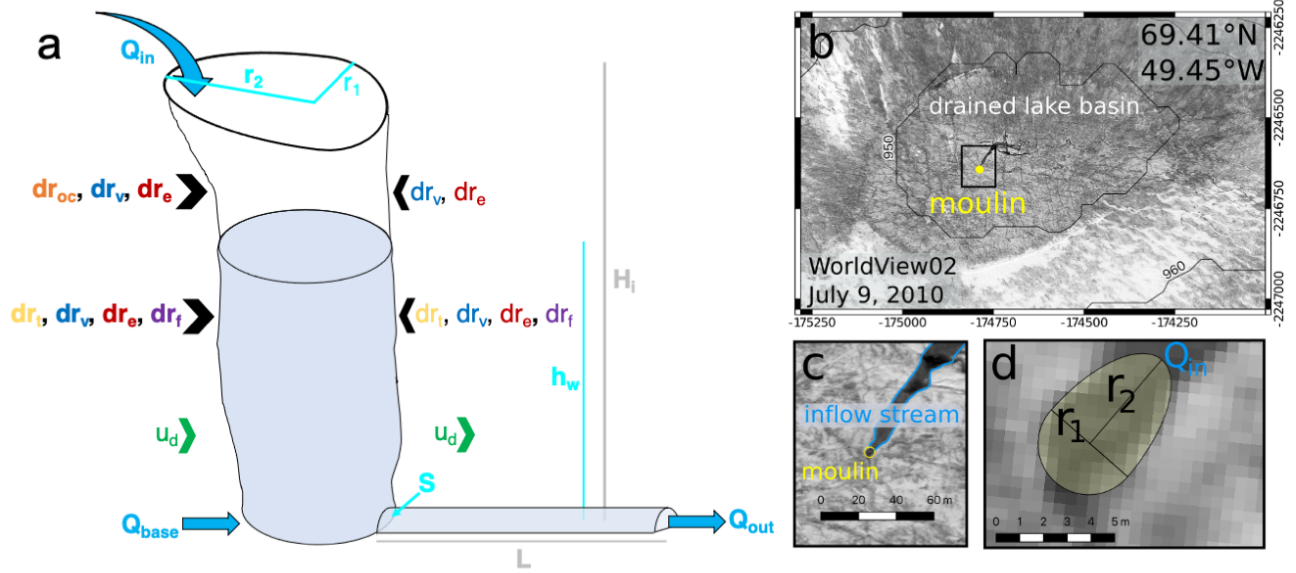 a
Q_in
r_2
r_1
dr_oc, dr_v, dr_e
dr_v, dr_e
H_i
dr_t, dr_v, dr_e, dr_f
dr_t, dr_v, dr_e, dr_f
h_w
u_d
u_d
S
Q_base
Q_out
L
b
69.41°N
49.45°W
drained lake basin
950
moulin
960
WorldView02
July 9, 2010
−2246250
−2246500
−2246750
−2247000
−175250 −175000 −174750 −174500 −174250
c
inflow stream
moulin
0 20 40 60 m
d
Q_in
r_2
r_1
0 1 2 3 4 5 m